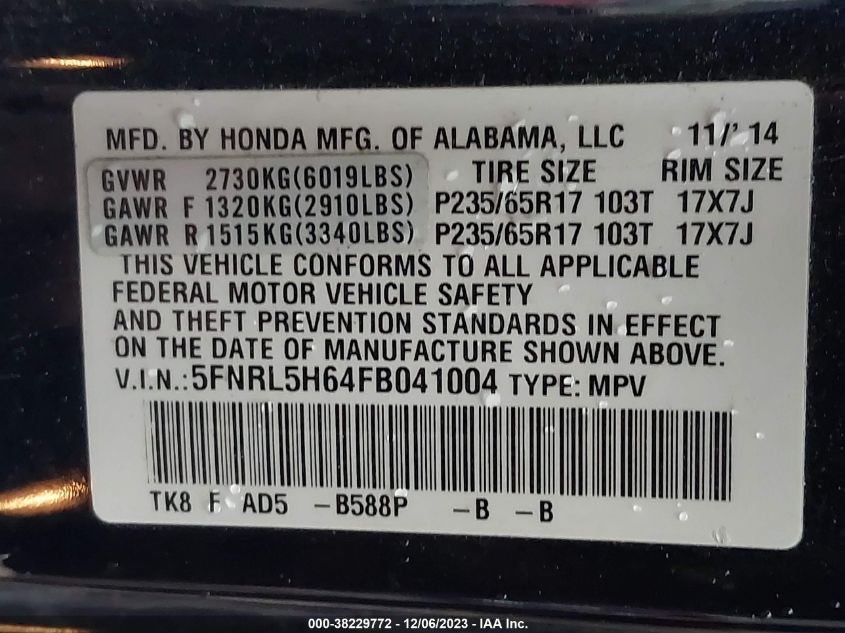 MFD. BY HONDA MFG. OF ALABAMA, LLC 11/' 14
GVWR 2730KG(6019LBS) TIRE SIZE RIM SIZE
GAWR F 1320KG(2910LBS) P235/65R17 103T 17X7J
GAWR R 1515KG(3340LBS) P235/65R17 103T 17X7J
THIS VEHICLE CONFORMS TO ALL APPLICABLE
FEDERAL MOTOR VEHICLE SAFETY
AND THEFT PREVENTION STANDARDS IN EFFECT
ON THE DATE OF MANUFACTURE SHOWN ABOVE.
V.I.N.:5FNRL5H64FB041004 TYPE: MPV
TK8 F AD5 -B588P -B -B
000-38229772 - 12/06/2023 - IAA Inc.